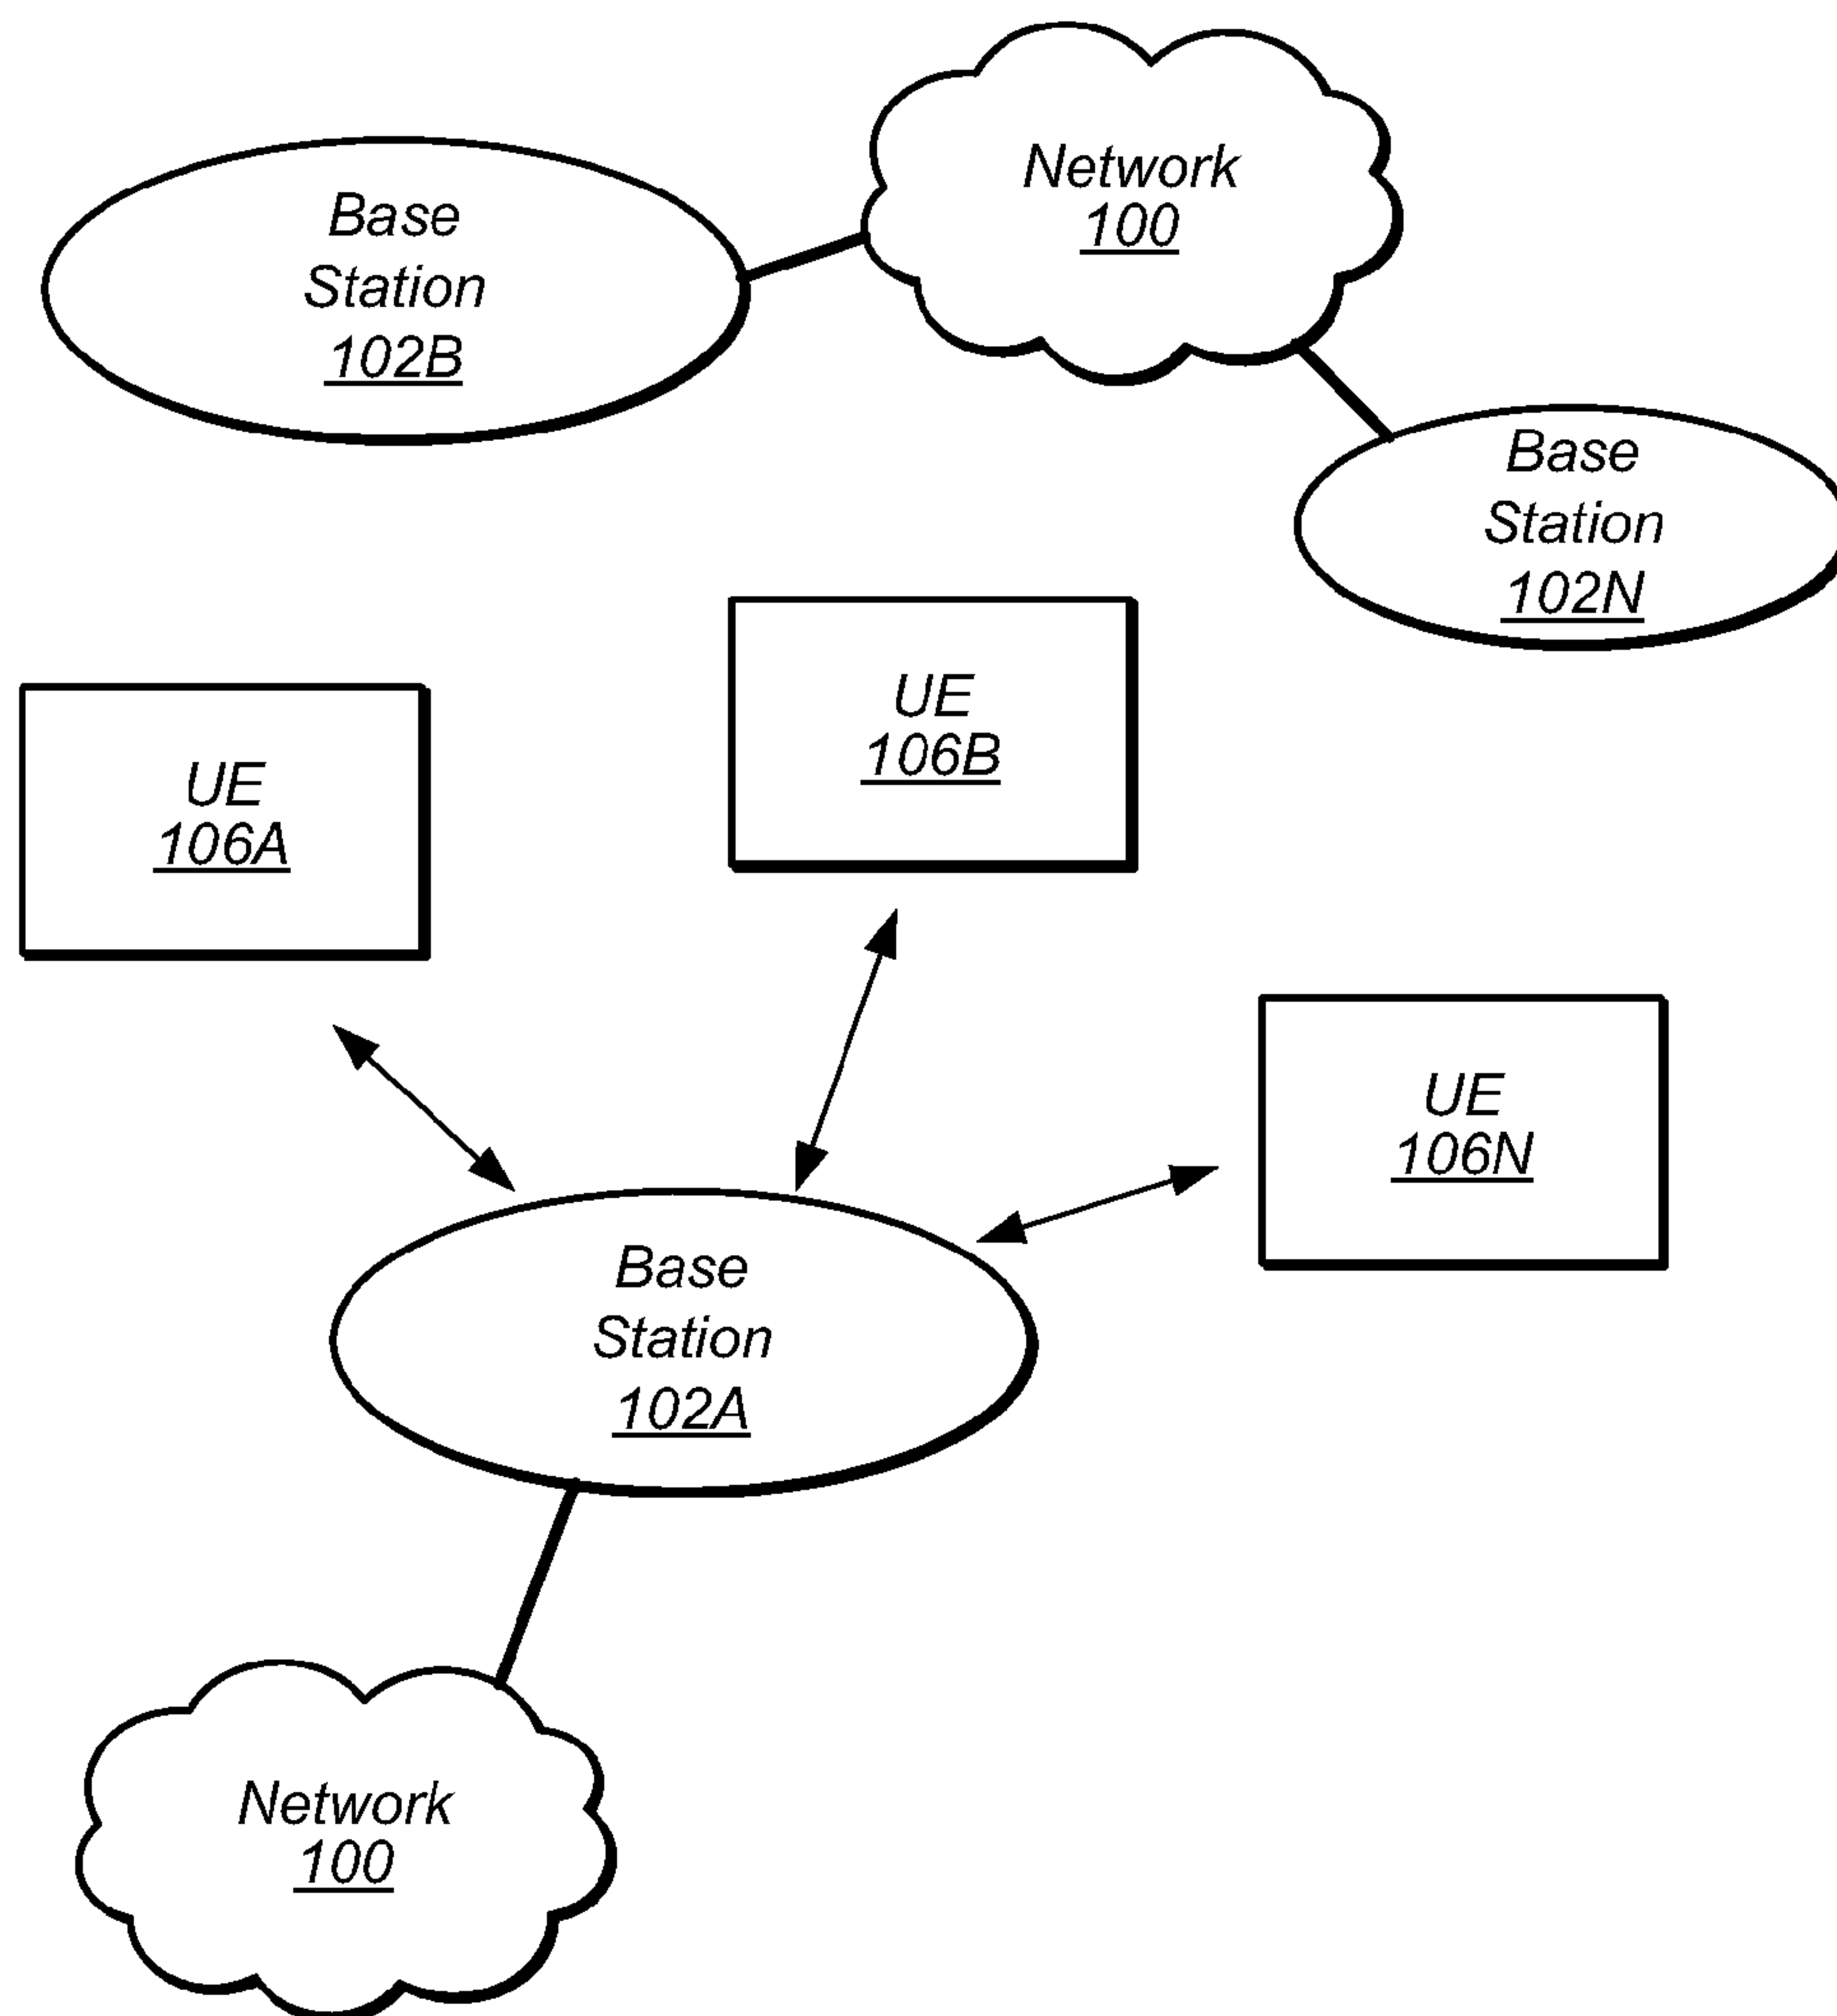 Network
100
Base
Station
102B
Base
Station
102N
UE
106B
UE
106A
UE
106N
Base
Station
102A
Network
100